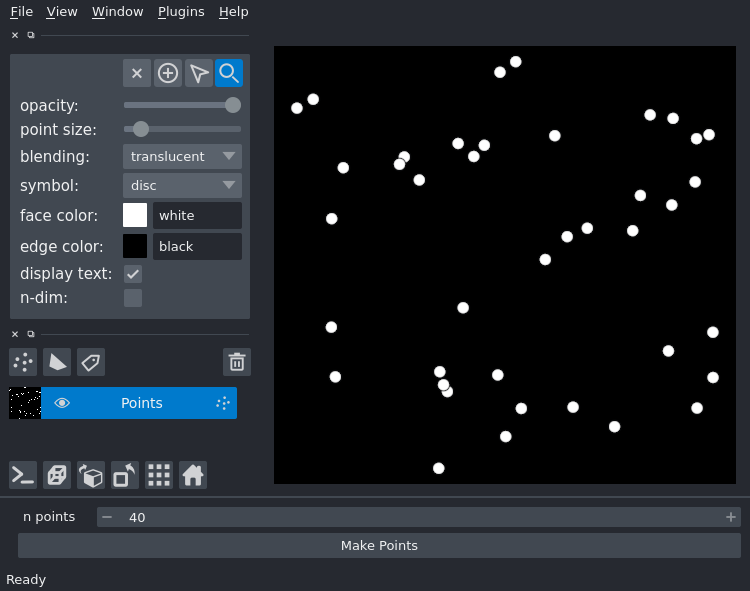 File View Window Plugins Help
opacity:
point size:
blending: translucent
symbol: disc
face color: white
edge color: black
display text:
n-dim:
Points
n points 40
Make Points
Ready